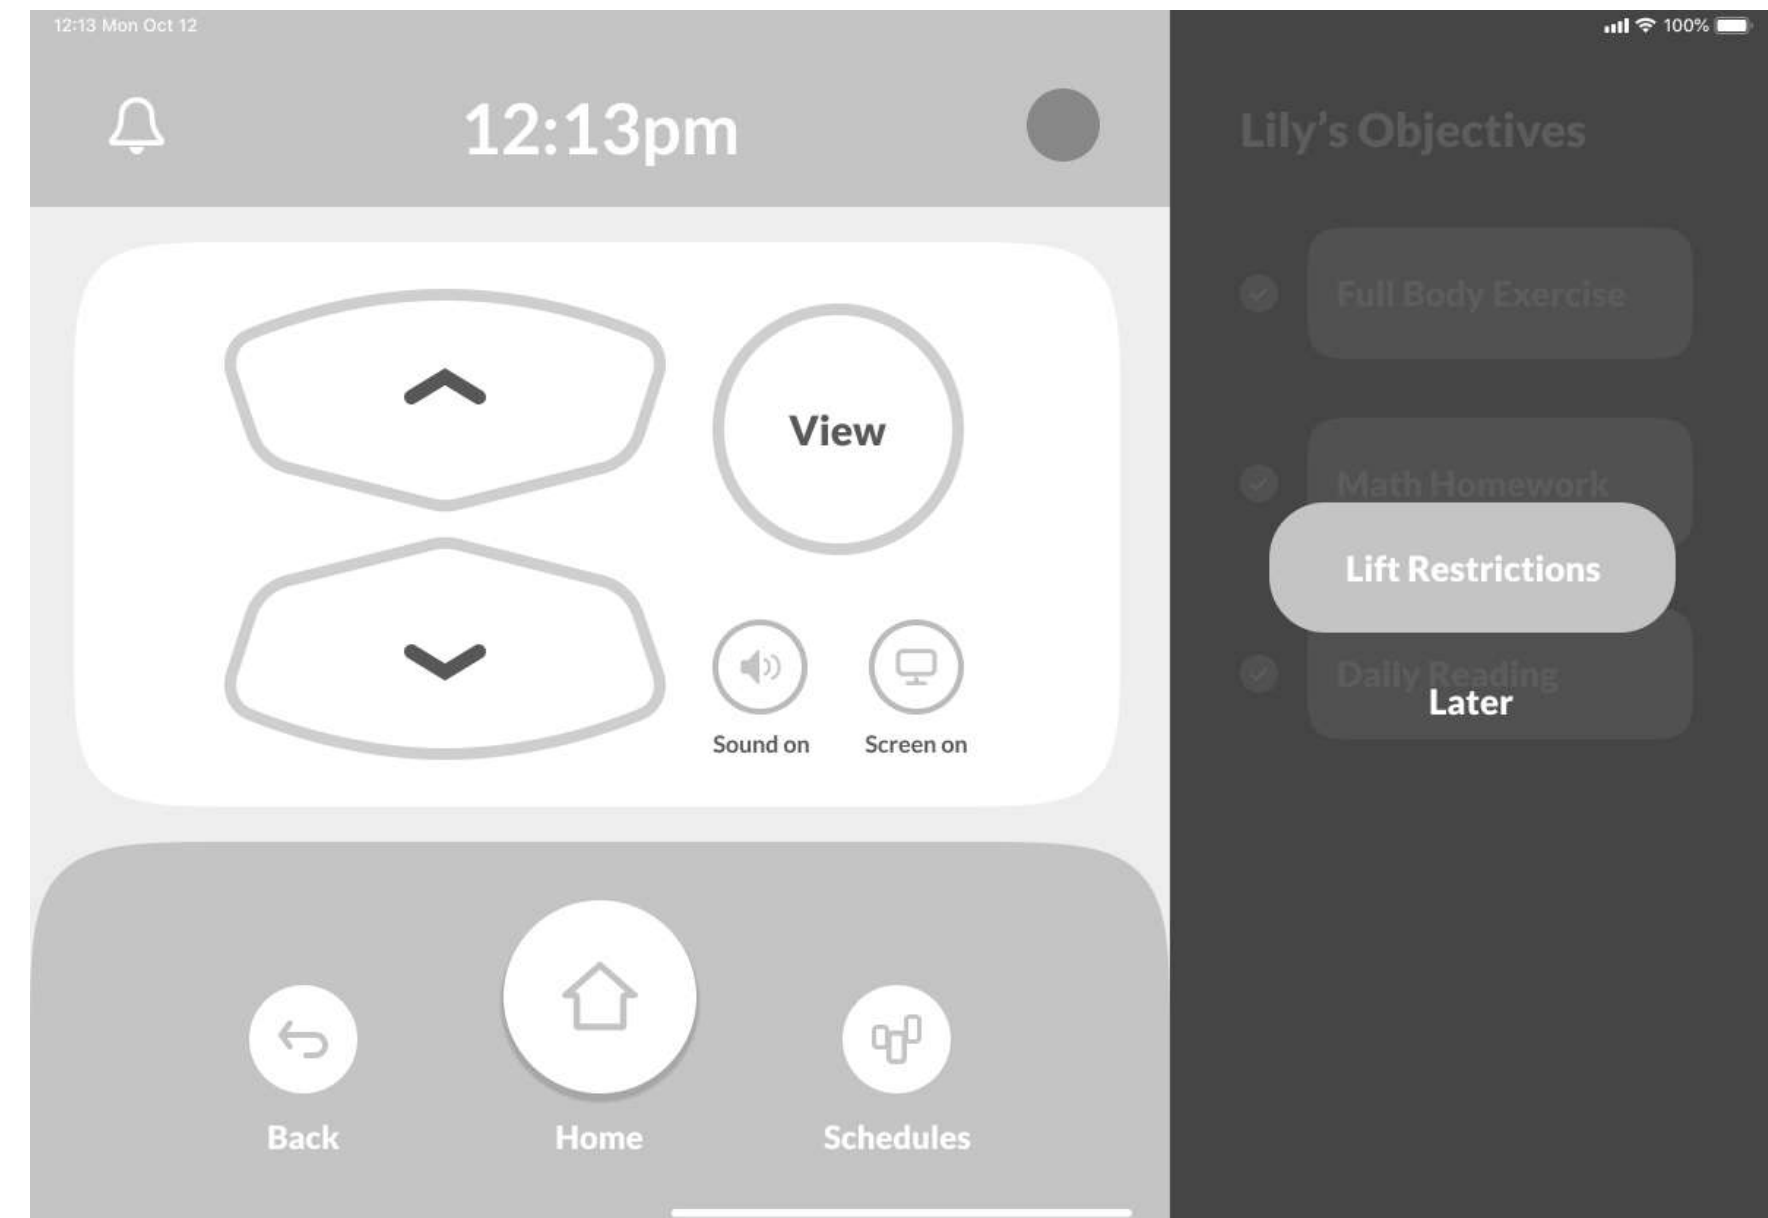 12:13 Mon Oct 12
100%
12:13pm
View
Sound on
Screen on
Back
Home
Schedules
Lily's Objectives
Full Body Exercise
Math Homework
Lift Restrictions
Daily Reading
Later